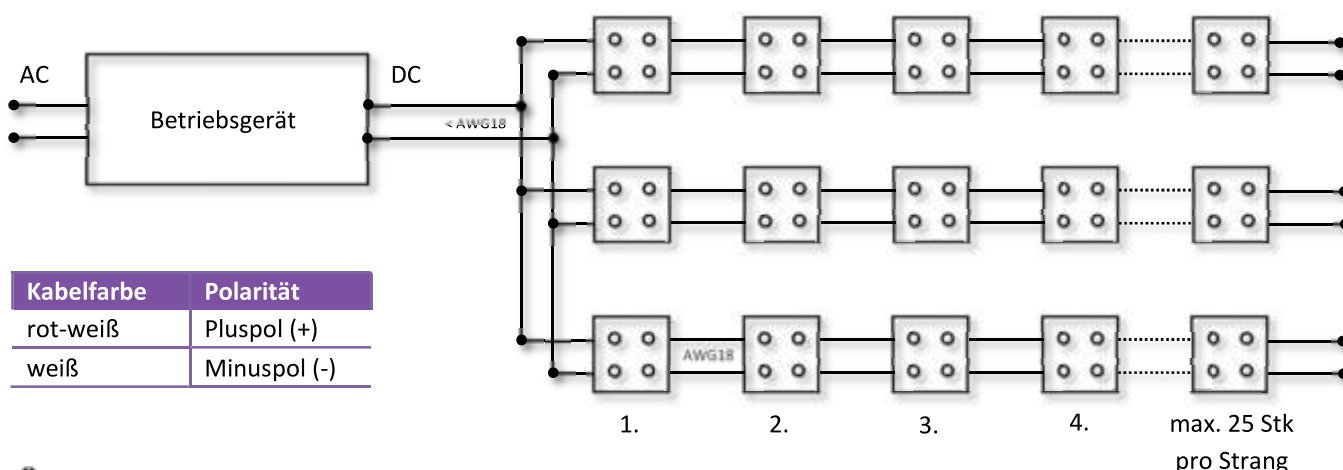 AC
DC
Betriebsgerät
< AWG18
Kabelfarbe Polarität
rot-weiß Pluspol (+)
weiß Minuspol (-)
AWG18
1. 2. 3. 4. max. 25 Stk
pro Strang